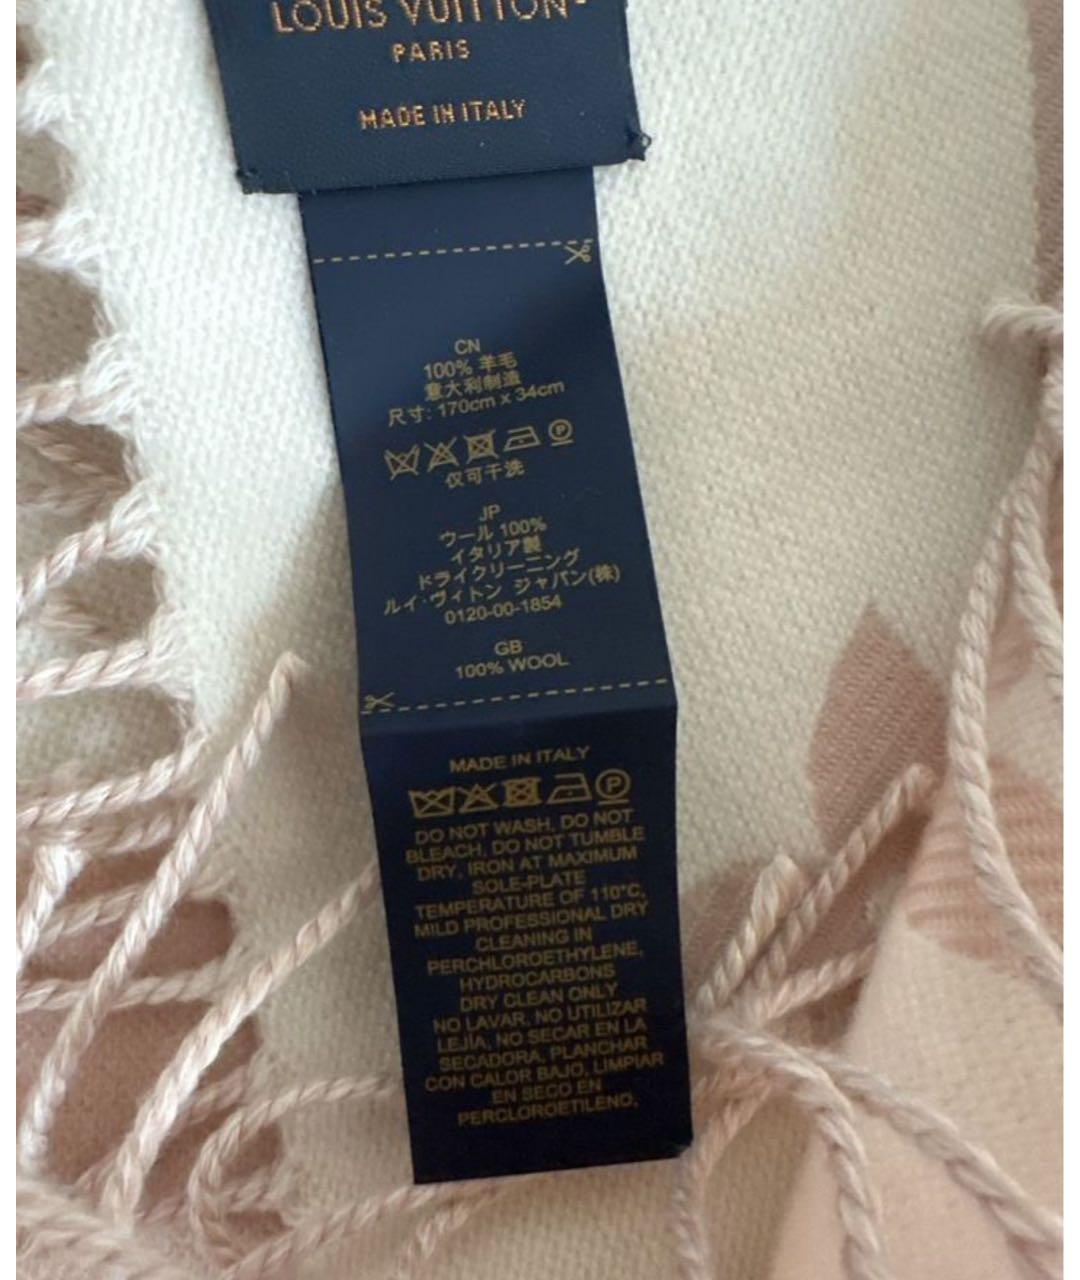 LOUIS VUITTON
PARIS
MADE IN ITALY
CN
100% 羊毛
意大利制造
尺寸: 170cm x 34cm
仅可干洗
JP
ウール 100%
イタリア製
ドライクリーニング
ルイ·ヴィトン ジャパン(株)
0120-00-1854
GB
100% WOOL
MADE IN ITALY
DO NOT WASH, DO NOT
BLEACH, DO NOT TUMBLE
DRY, IRON AT MAXIMUM
SOLE-PLATE
TEMPERATURE OF 110°C,
MILD PROFESSIONAL DRY
CLEANING IN
PERCHLOROETHYLENE,
HYDROCARBONS
DRY CLEAN ONLY
NO LAVAR, NO UTILIZAR
LEJÍA, NO SECAR EN LA
SECADORA, PLANCHAR
CON CALOR BAJO, LIMPIAR
EN SECO EN
PERCLOROETILENO,